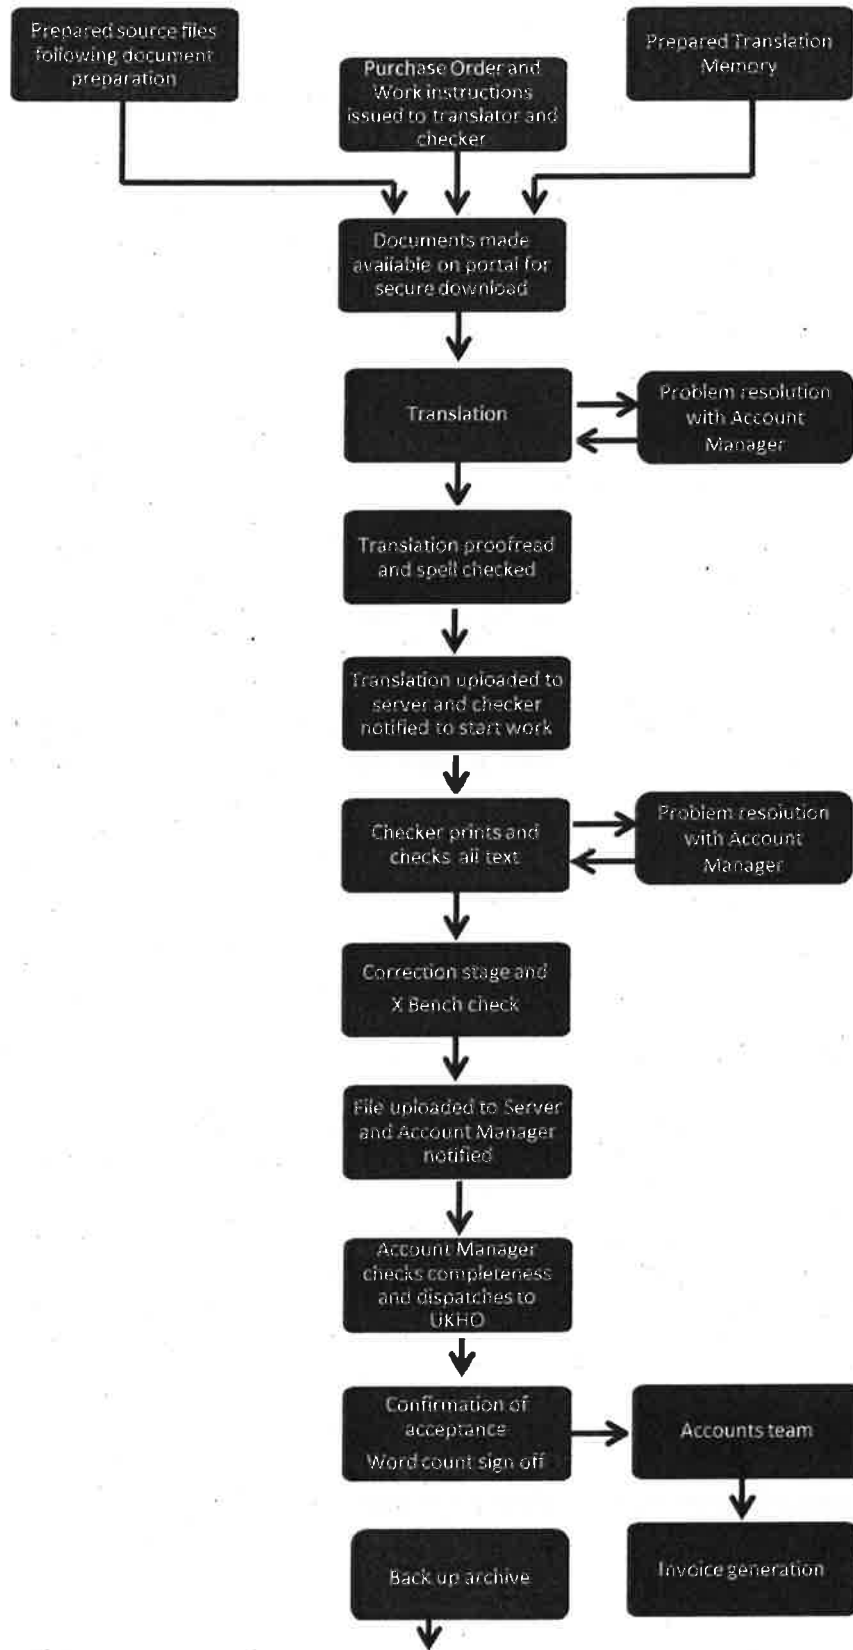 Prepared source files
following document
preparation
Purchase Order and
Work instructions
issued to translator and
checker
Prepared Translation
Memory
Documents made
available on portal for
secure download
Translation
Problem resolution
with Account
Manager
Translation proofread
and spell checked
Translation uploaded to
server and checker
notified to start work
Checker prints and
checks all text
Problem resolution
with Account
Manager
Correction stage and
X Bench check
File uploaded to Server
and Account Manager
notified
Account Manager
checks completeness
and dispatches to
UKHO
Confirmation of
acceptance
Word count sign off
Accounts team
Back up archive
Invoice generation